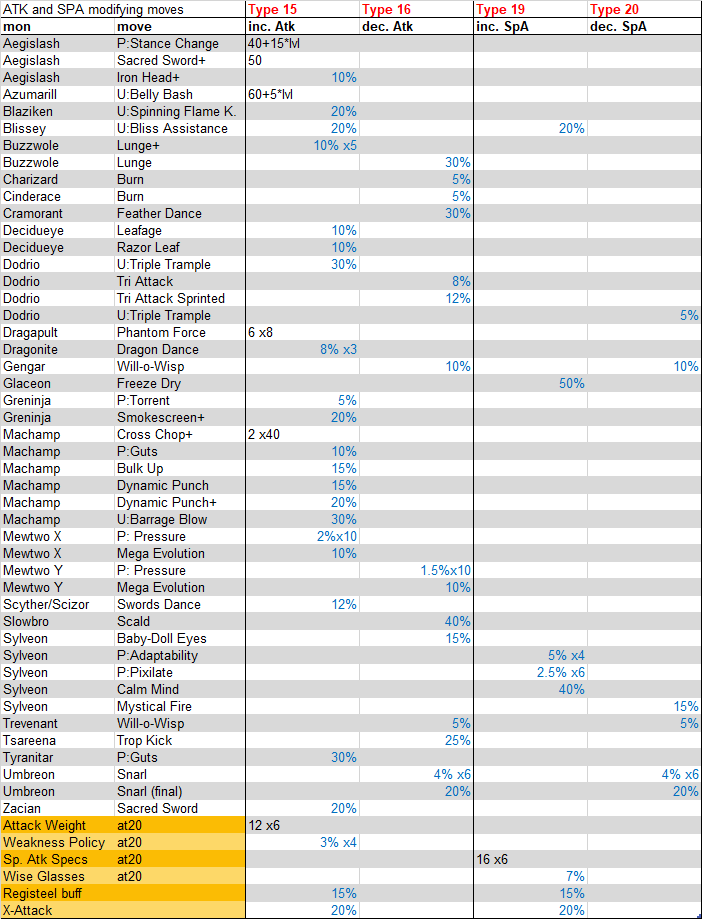 ATK and SPA modifying moves Type 15 Type 16 Type 19 Type 20
mon move inc. Atk dec. Atk inc. SpA dec. SpA
Aegislash P:Stance Change 40+15*lvl
Aegislash Sacred Sword+ 50
Aegislash Iron Head+ 10%
Azumarill U:Belly Bash 60+5*lvl
Blaziken U:Spinning Flame K. 20%
Blissey U:Bliss Assistance 20% 20%
Buzzwole Lunge+ 10% x5
Buzzwole Lunge 30%
Charizard Burn 5%
Cinderace Burn 5%
Cramorant Feather Dance 30%
Decidueye Leafage 10%
Decidueye Razor Leaf 10%
Dodrio U:Triple Trample 30%
Dodrio Tri Attack 8%
Dodrio Tri Attack Sprinted 12%
Dodrio U:Triple Trample 5%
Dragapult Phantom Force 6 x8
Dragonite Dragon Dance 8% x3
Gengar Will-o-Wisp 10% 10%
Glaceon Freeze Dry 50%
Greninja P:Torrent 5%
Greninja Smokescreen+ 20%
Machamp Cross Chop+ 2 x40
Machamp P:Guts 10%
Machamp Bulk Up 15%
Machamp Dynamic Punch 15%
Machamp Dynamic Punch+ 20%
Machamp U:Barrage Blow 30%
Mewtwo X P: Pressure 2%x10
Mewtwo X Mega Evolution 10%
Mewtwo Y P: Pressure 1.5%x10
Mewtwo Y Mega Evolution 10%
Scyther/Scizor Swords Dance 12%
Slowbro Scald 40%
Sylveon Baby-Doll Eyes 15%
Sylveon P:Adaptability 5% x4
Sylveon P:Pixilate 2.5% x6
Sylveon Calm Mind 40%
Sylveon Mystical Fire 15%
Trevenant Will-o-Wisp 5% 5%
Tsareena Trop Kick 25%
Tyranitar P:Guts 30%
Umbreon Snarl 4% x6 4% x6
Umbreon Snarl (final) 20% 20%
Zacian Sacred Sword 20%
Attack Weight at20 12 x6
Weakness Policy at20 3% x4
Sp. Atk Specs at20 16 x6
Wise Glasses at20 7%
Registeel buff 15% 15%
X-Attack 20% 20%